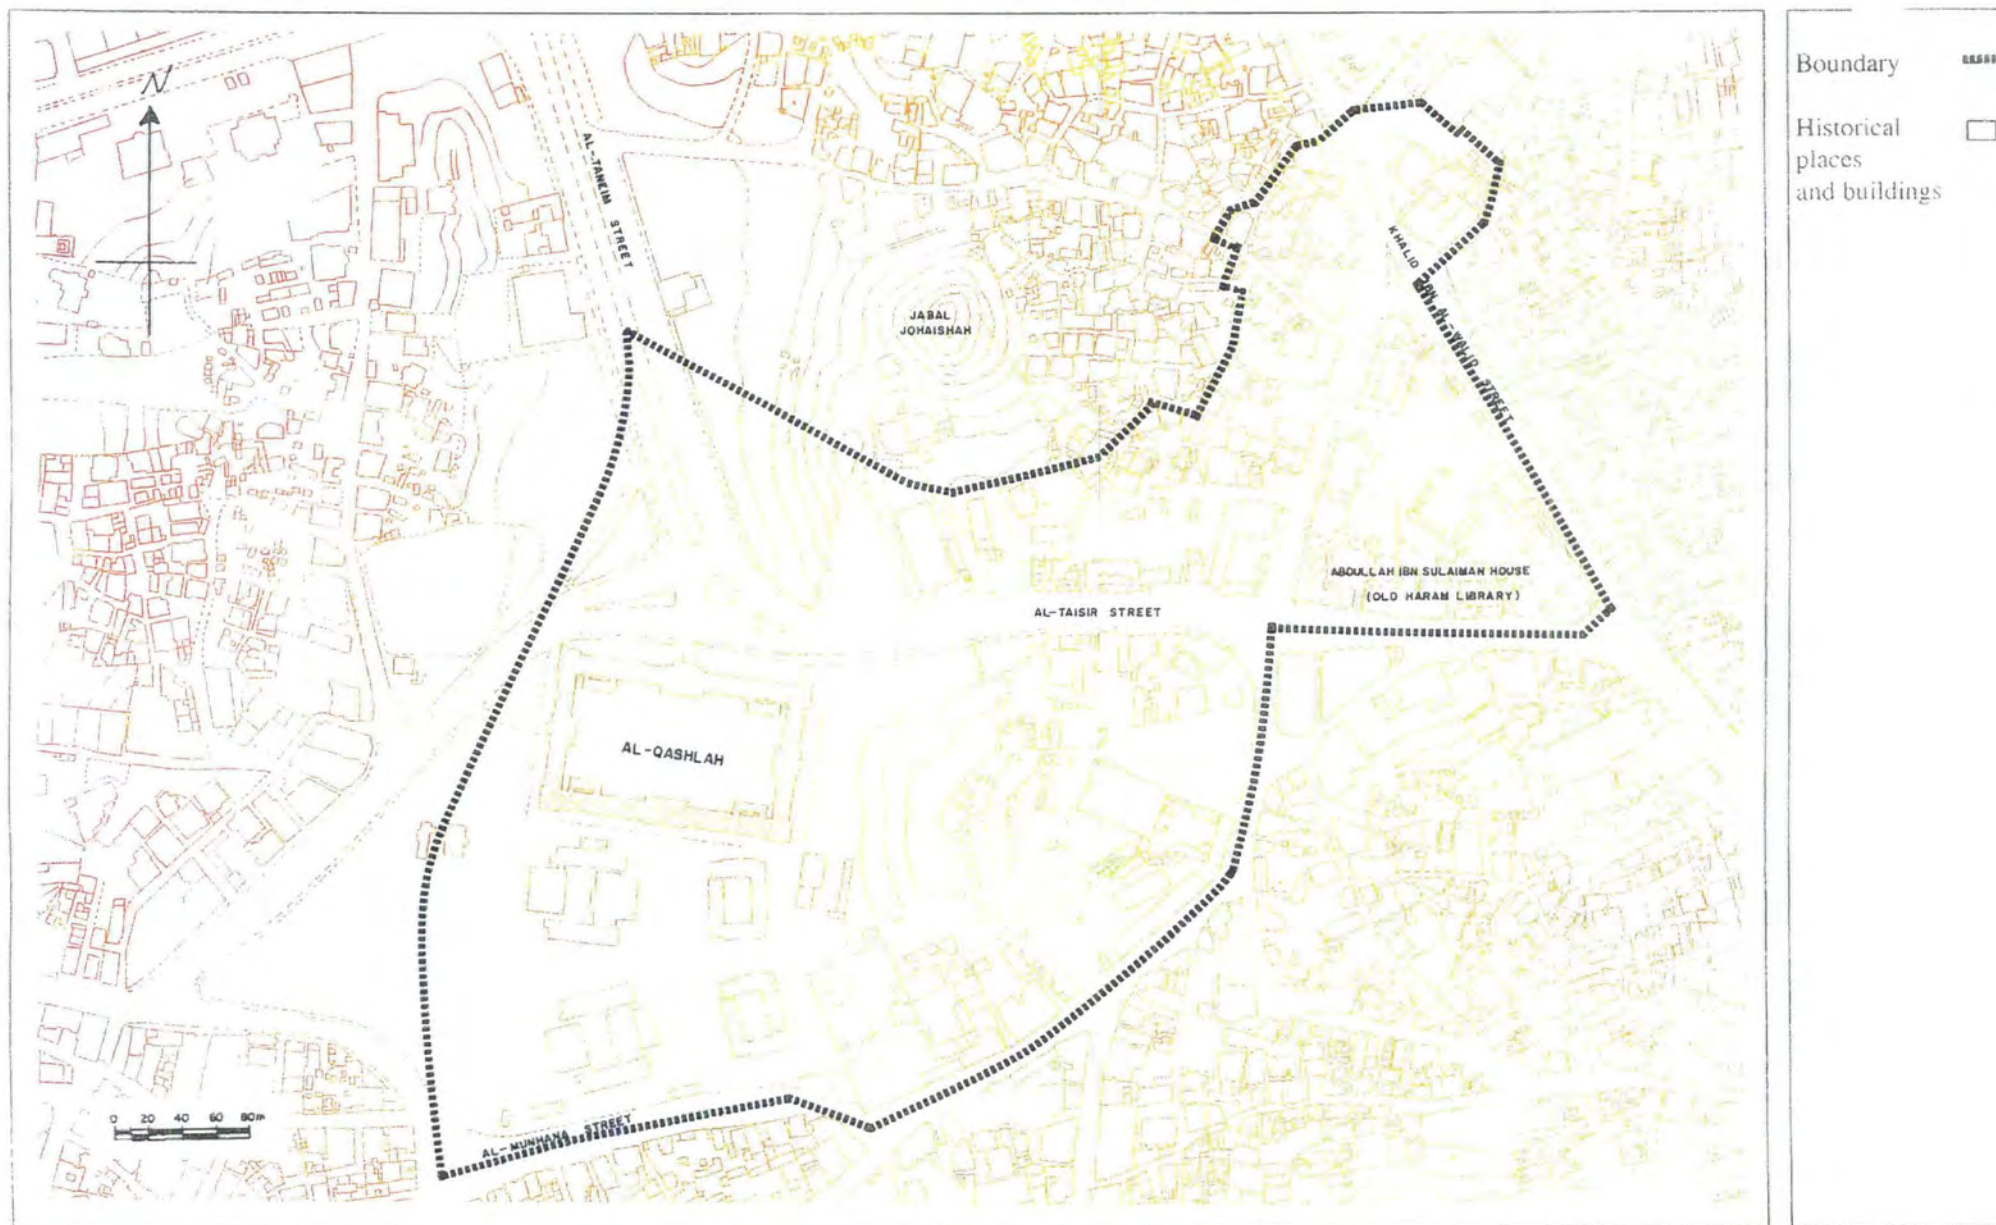 N
AL-TANEIM STREET
JABAL
JOHAISHAH
KHALID IBN AL-WALID STREET
ABDULLAH IBN SULAIMAN HOUSE
(OLD HARAM LIBRARY)
AL-TAISIR STREET
AL-QASHLAH
AL-MUNHANA STREET
0 20 40 60 80m
Boundary
Historical
places
and buildings